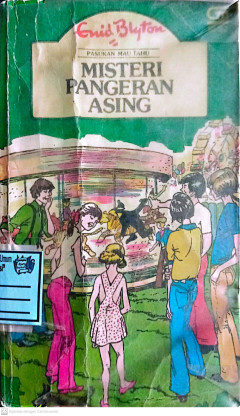 Enid Blyton
PASUKAN MAU TAHU
MISTERI
PANGERAN
ASING